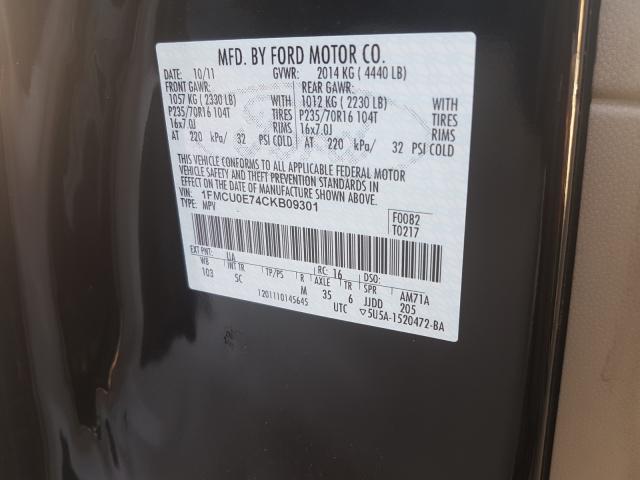 MFD. BY FORD MOTOR CO.
DATE: 10/11 GVWR: 2014 KG ( 4440 LB)
FRONT GAWR: REAR GAWR:
1057 KG ( 2330 LB) WITH 1012 KG ( 2230 LB) WITH
P235/70R16 104T TIRES P235/70R16 104T TIRES
16x7.0J RIMS 16x7.0J RIMS
AT 220 kPa/ 32 PSI COLD AT 220 kPa/ 32 PSI COLD
THIS VEHICLE CONFORMS TO ALL APPLICABLE FEDERAL MOTOR
VEHICLE SAFETY AND THEFT PREVENTION STANDARDS IN
EFFECT ON THE DATE OF MANUFACTURE SHOWN ABOVE.
VIN: 1FMCU0E74CKB09301
TYPE: MPV
F0082
T0217
EXT PNT: UA RC: 16 DSO:
WB INT TR TP/PS R AXLE TR SPR AM71A
103 5C M 35 6 JJDD 205
1201110145645 UTC ▽5U5A-1520472-BA